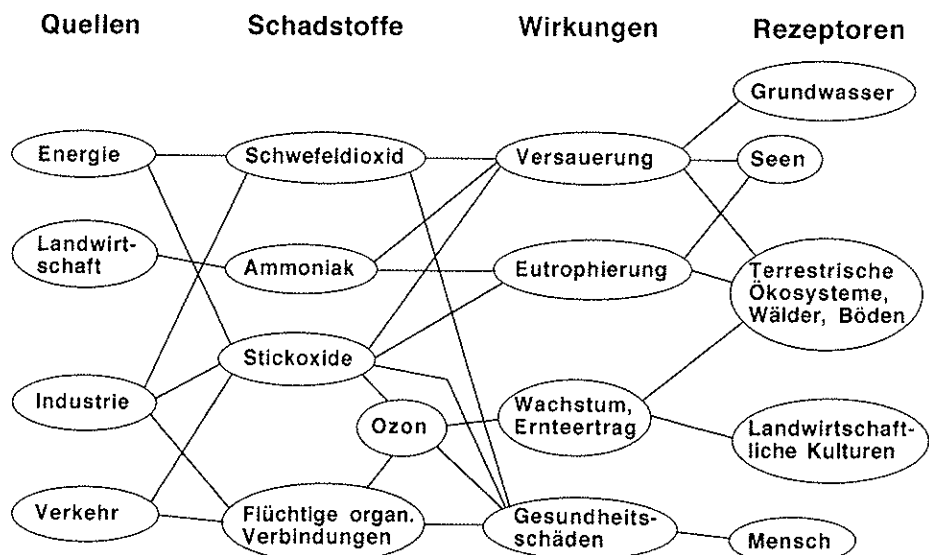 Quellen
Schadstoffe
Wirkungen
Rezeptoren
Energie
Landwirt-
schaft
Industrie
Verkehr
Schwefeldioxid
Ammoniak
Stickoxide
Ozon
Flüchtige organ.
Verbindungen
Versauerung
Eutrophierung
Wachstum,
Ernteertrag
Gesundheits-
schäden
Grundwasser
Seen
Terrestrische
Ökosysteme,
Wälder, Böden
Landwirtschaft-
liche Kulturen
Mensch